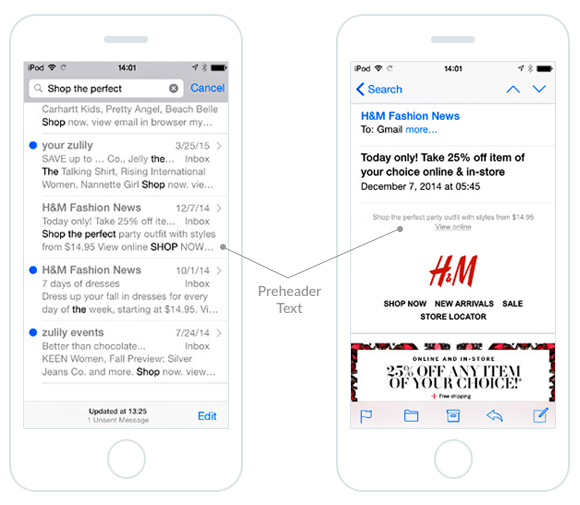 iPod 14:01
Shop the perfect Cancel
Carhartt Kids, Pretty Angel, Beach Belle
Shop now. view email in browser my…
your zulily 3/25/15
SAVE up to … Co., Jelly the… Inbox
The Talking Shirt, Rising International
Women, Nannette Girl Shop now. vie…
H&M Fashion News 12/7/14
Today only! Take 25% off ite… Inbox
Shop the perfect party outfit with styles
from $14.95 View online SHOP NOW…
H&M Fashion News 10/1/14
7 days of dresses Inbox
Dress up your fall in dresses for every
day of the week, starting at $14.95. Vi…
zulily events 7/24/14
Better than chocolate… Inbox
KEEN Women, Fall Preview: Silver
Jeans Co. and more. Shop now. view…
Updated at 13:25
1 Unsent Message
Edit
Preheader
Text
iPod 14:01
Search
H&M Fashion News
To: Gmail more...
Today only! Take 25% off item of
your choice online & in-store
December 7, 2014 at 05:45
Shop the perfect party outfit with styles from $14.95
View online
H&M
SHOP NOW NEW ARRIVALS SALE
STORE LOCATOR
ONLINE AND IN-STORE
25% OFF ANY ITEM
OF YOUR CHOICE!*
+ Free shipping